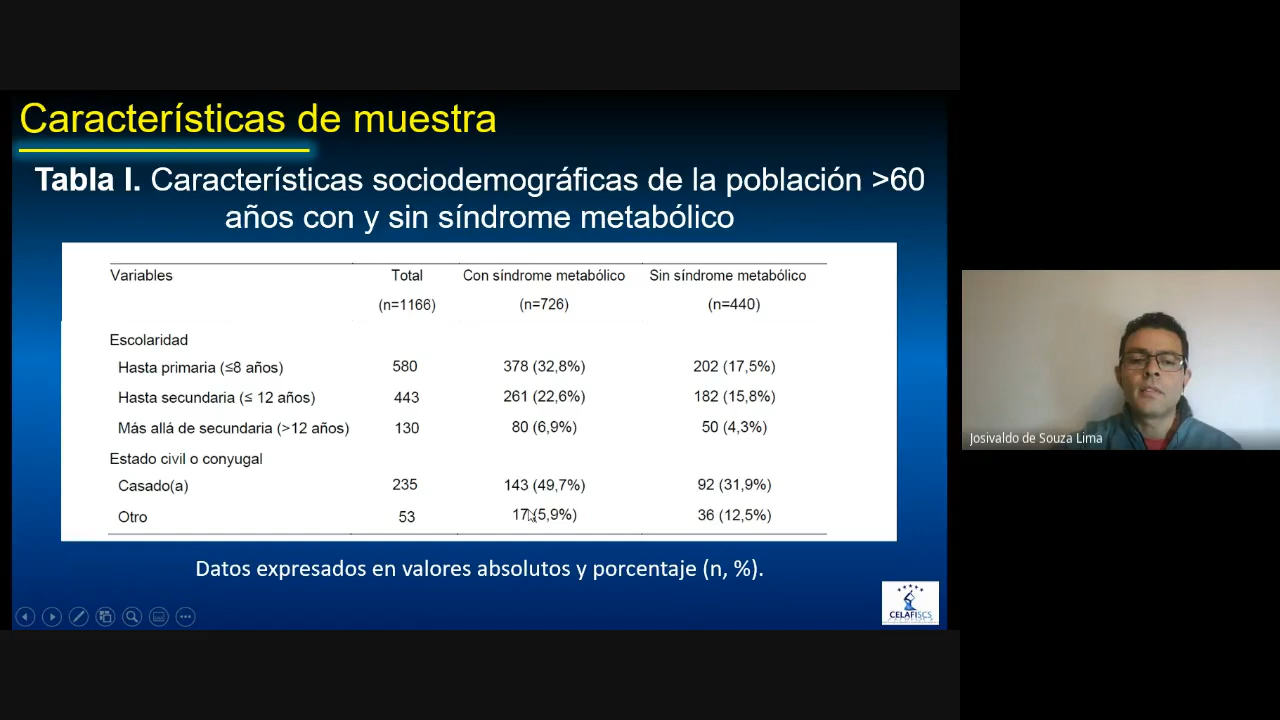 Características de muestra
Tabla I. Características sociodemográficas de la población >60
años con y sin síndrome metabólico
Variables Total Con síndrome metabólico Sin síndrome metabólico
(n=1166) (n=726) (n=440)
Escolaridad
Hasta primaria (≤8 años) 580 378 (32,8%) 202 (17,5%)
Hasta secundaria (≤ 12 años) 443 261 (22,6%) 182 (15,8%)
Más allá de secundaria (>12 años) 130 80 (6,9%) 50 (4,3%)
Estado civil o conyugal
Casado(a) 235 143 (49,7%) 92 (31,9%)
Otro 53 17 (5,9%) 36 (12,5%)
Datos expresados en valores absolutos y porcentaje (n, %).
CELAFISCS
Josivaldo de Souza Lima